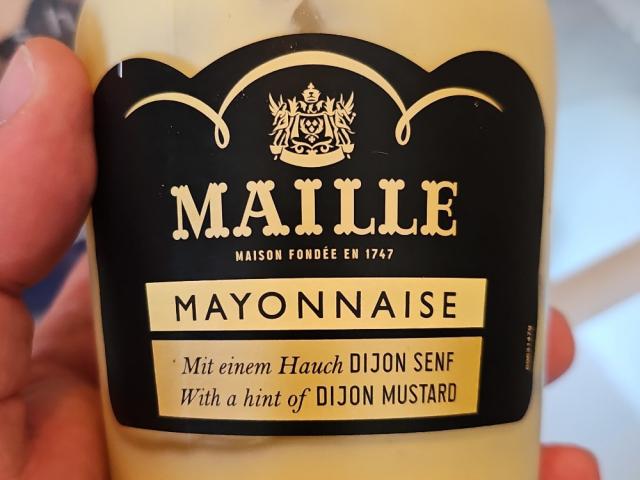 MAILLE
MAISON FONDÉE EN 1747
MAYONNAISE
Mit einem Hauch DIJON SENF
With a hint of DIJON MUSTARD